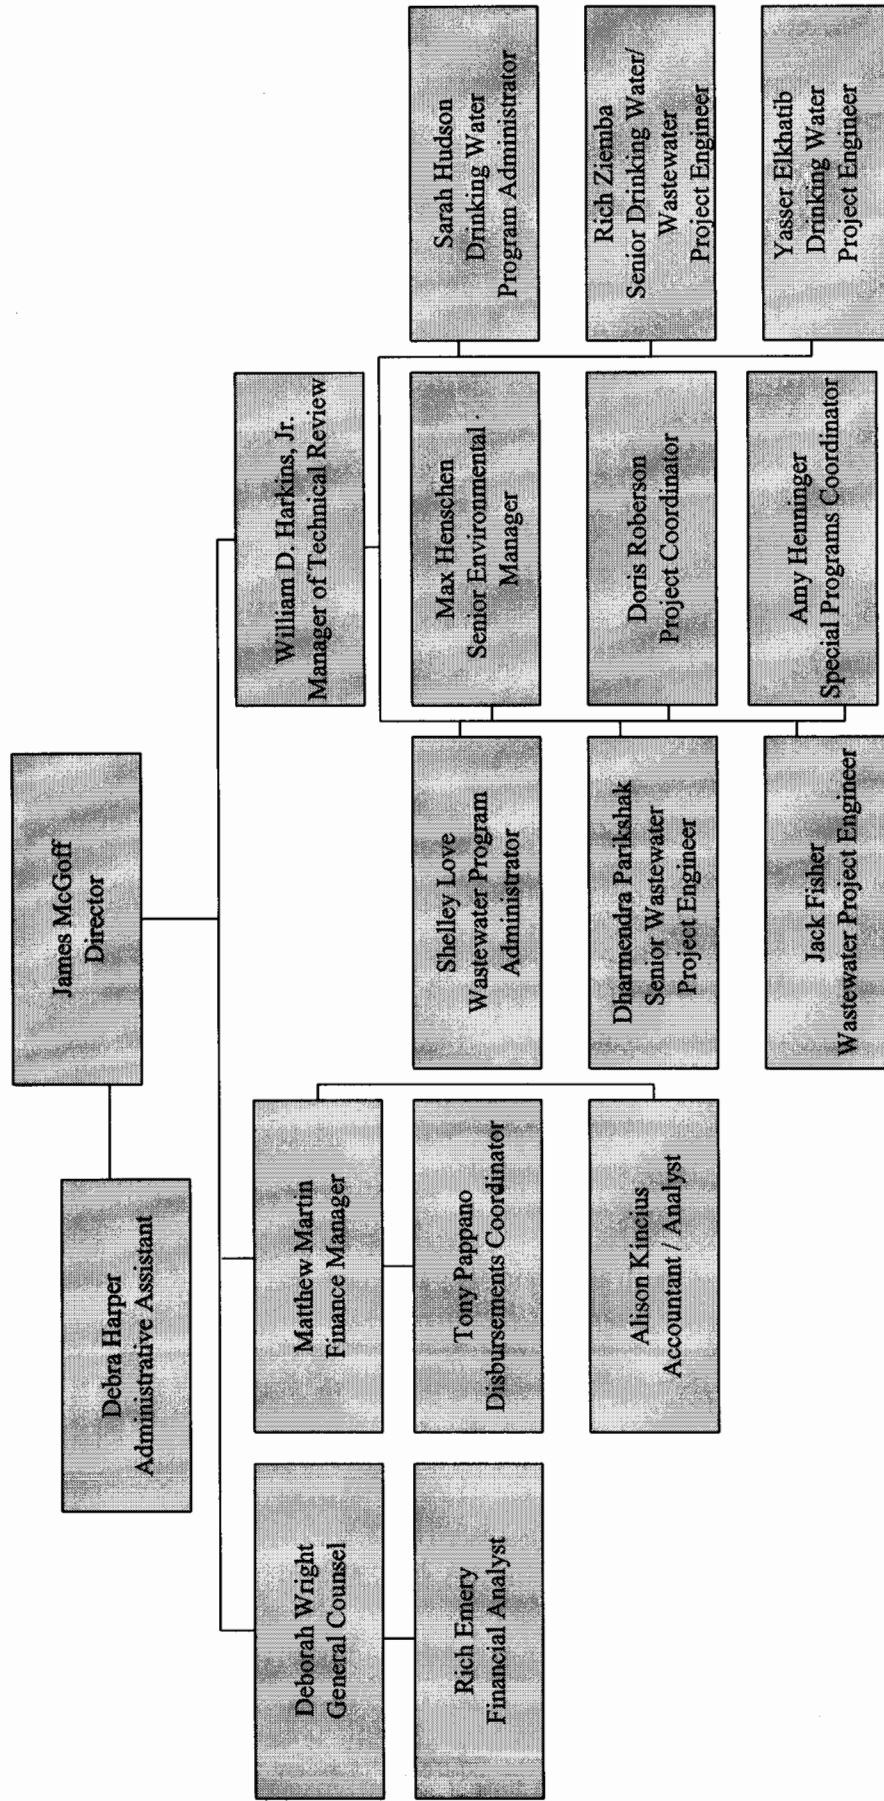 James McGoff
Director
Debra Harper
Administrative Assistant
Deborah Wright
General Counsel
Matthew Martin
Finance Manager
William D. Harkins, Jr.
Manager of Technical Review
Rich Emery
Financial Analyst
Tony Pappano
Disbursements Coordinator
Alison Kincius
Accountant / Analyst
Shelley Love
Wastewater Program
Administrator
Max Henschen
Senior Environmental
Manager
Sarah Hudson
Drinking Water
Program Administrator
Dharmendra Parikshak
Senior Wastewater
Project Engineer
Doris Roberson
Project Coordinator
Rich Ziemba
Senior Drinking Water/
Wastewater
Project Engineer
Jack Fisher
Wastewater Project Engineer
Amy Henninger
Special Programs Coordinator
Yasser Elkhatib
Drinking Water
Project Engineer